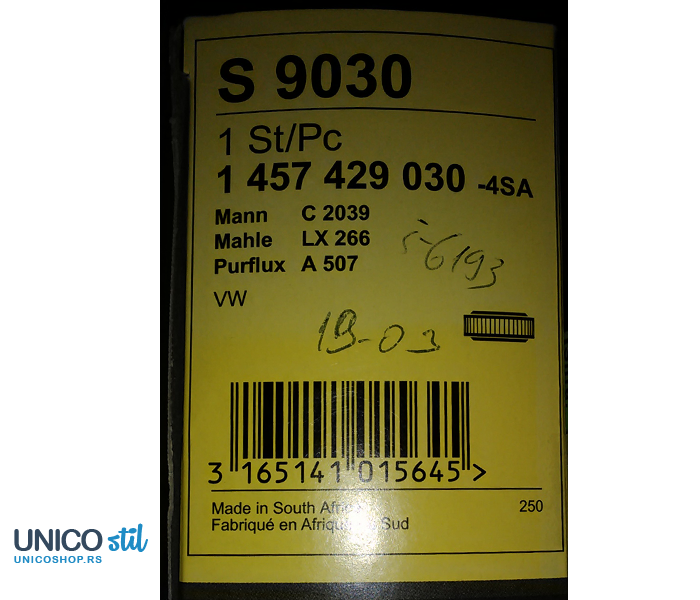 S 9030
1 St/Pc
1 457 429 030 -4SA
Mann C 2039
Mahle LX 266
Purflux A 507
i-6193
VW
19-03
3 165141 015645 >
Made in South Afri
250
Fabriqué en Afriqu Sud
UNICO stil
UNICOSHOP.RS